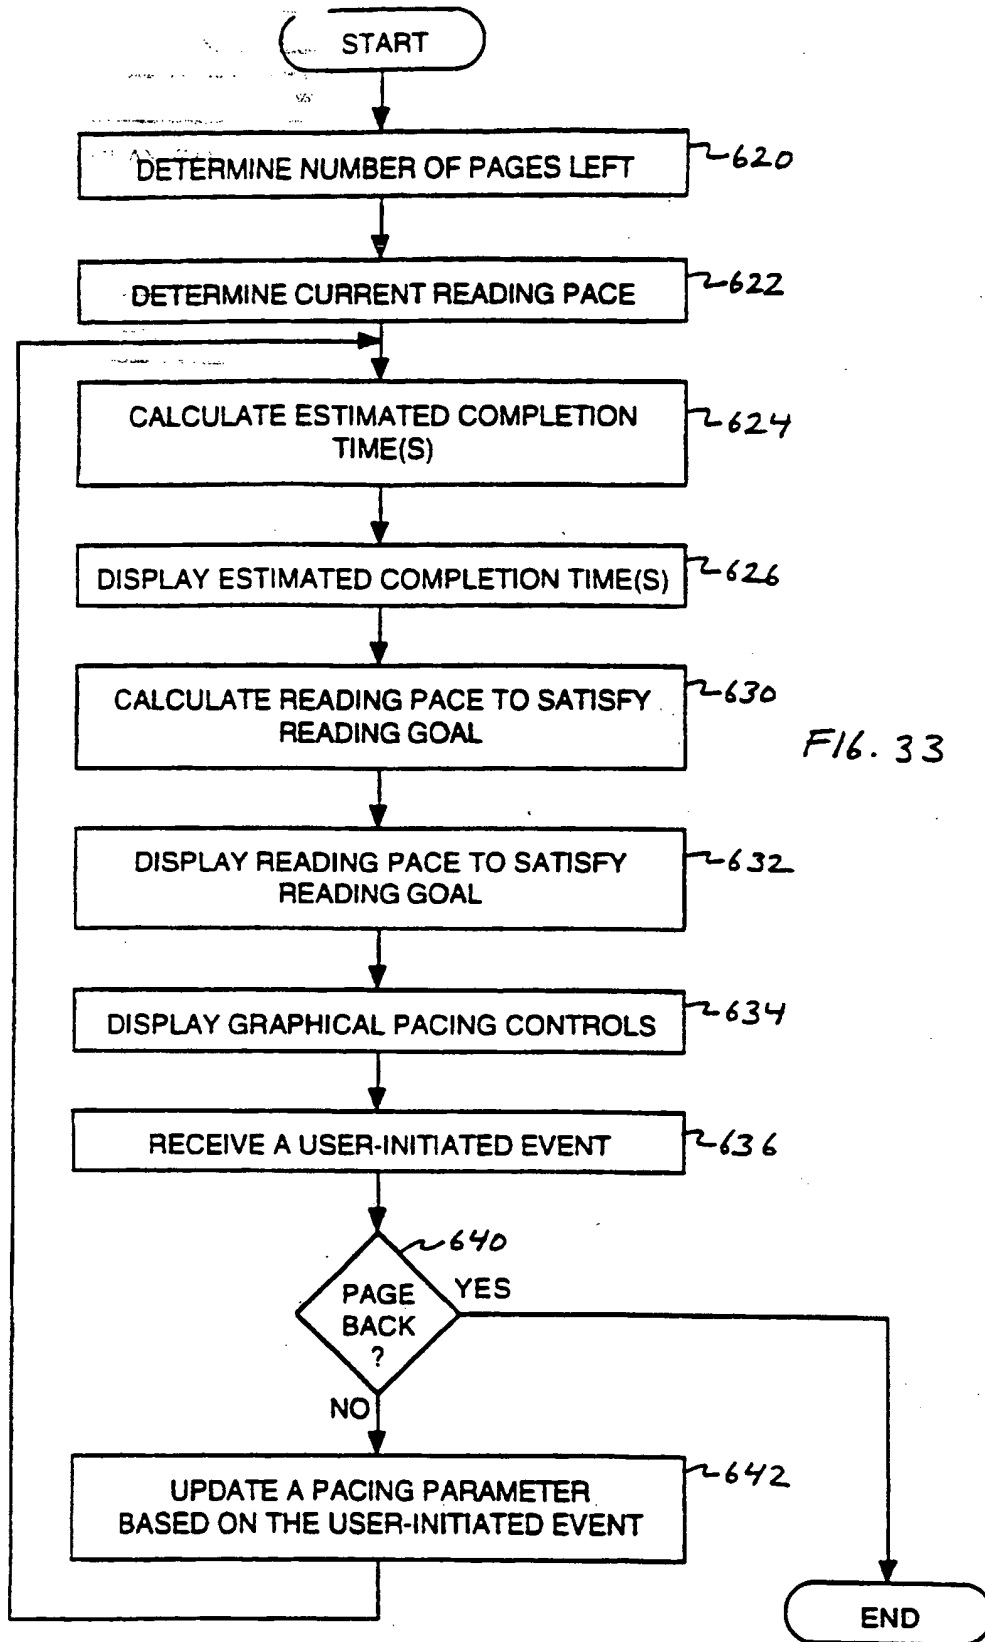 START
DETERMINE NUMBER OF PAGES LEFT
620
DETERMINE CURRENT READING PACE
622
CALCULATE ESTIMATED COMPLETION
TIME(S)
624
DISPLAY ESTIMATED COMPLETION TIME(S)
626
CALCULATE READING PACE TO SATISFY
READING GOAL
630
FIG. 33
DISPLAY READING PACE TO SATISFY
READING GOAL
632
DISPLAY GRAPHICAL PACING CONTROLS
634
RECEIVE A USER-INITIATED EVENT
636
640
PAGE
BACK
?
YES
NO
UPDATE A PACING PARAMETER
BASED ON THE USER-INITIATED EVENT
642
END